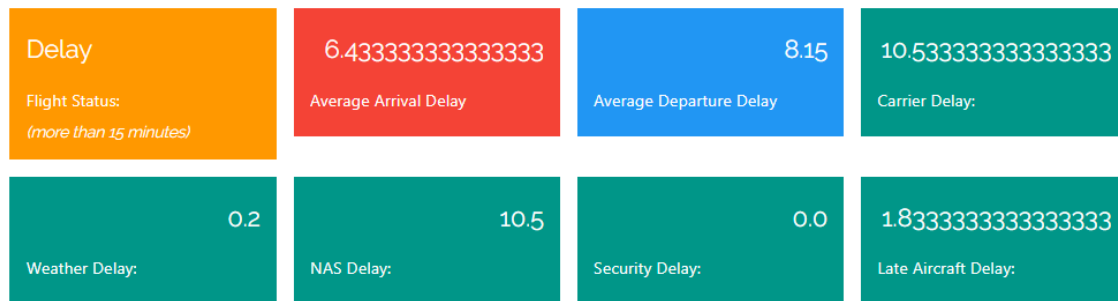 Delay
Flight Status:
(more than 15 minutes)
6.433333333333333
Average Arrival Delay
8.15
Average Departure Delay
10.533333333333333
Carrier Delay:
0.2
Weather Delay:
10.5
NAS Delay:
0.0
Security Delay:
1.8333333333333333
Late Aircraft Delay: